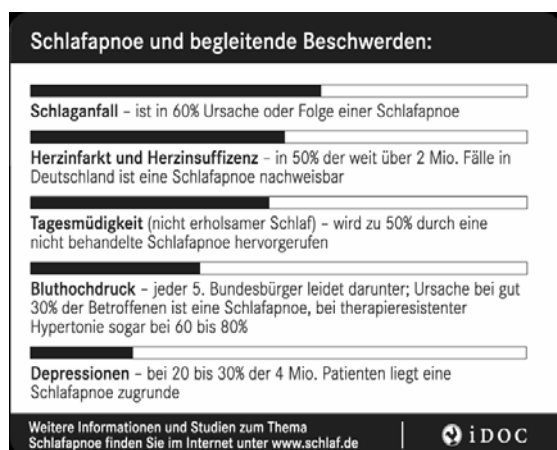 Schlafapnoe und begleitende Beschwerden:
Schlaganfall – ist in 60% Ursache oder Folge einer Schlafapnoe
Herzinfarkt und Herzinsuffizenz – in 50% der weit über 2 Mio. Fälle in
Deutschland ist eine Schlafapnoe nachweisbar
Tagesmüdigkeit (nicht erholsamer Schlaf) – wird zu 50% durch eine
nicht behandelte Schlafapnoe hervorgerufen
Bluthochdruck – jeder 5. Bundesbürger leidet darunter; Ursache bei gut
30% der Betroffenen ist eine Schlafapnoe, bei therapieresistenter
Hypertonie sogar bei 60 bis 80%
Depressionen – bei 20 bis 30% der 4 Mio. Patienten liegt eine
Schlafapnoe zugrunde
Weitere Informationen und Studien zum Thema
Schlafapnoe finden Sie im Internet unter www.schlaf.de
iDOC